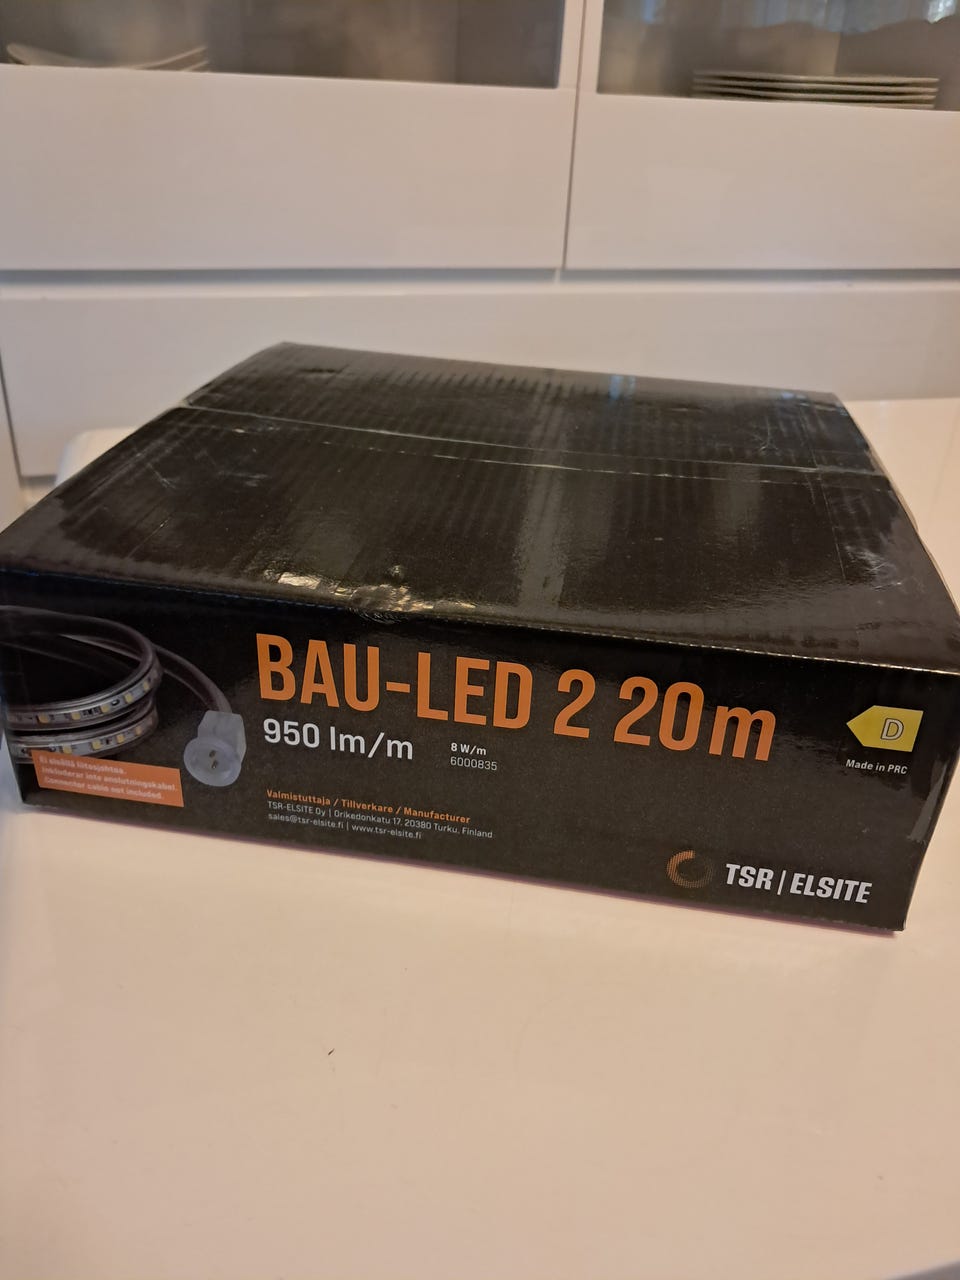 BAU-LED 2 20m
950 lm/m
8 W/m
6000835
D
Made in PRC
Ei sisällä liitosjohtoa.
Inkluderar inte anslutningskabel.
Connector cable not included.
Valmistuttaja / Tillverkare / Manufacturer
TSR-ELSITE Oy | Orikedonkatu 17, 20380 Turku, Finland
sales@tsr-elsite.fi | www.tsr-elsite.fi
TSR | ELSITE